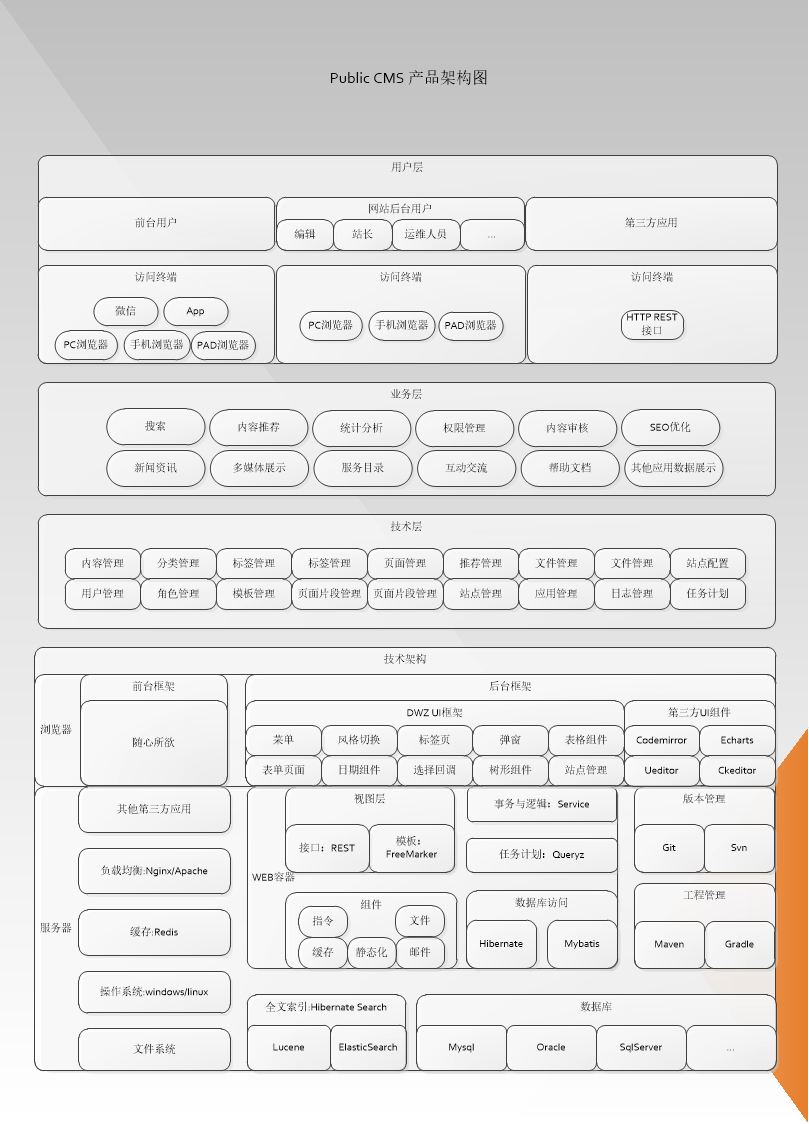 Public CMS 产品架构图
用户层
前台用户
网站后台用户
编辑
站长
运维人员
...
第三方应用
访问终端
微信
App
PC浏览器
手机浏览器
PAD浏览器
访问终端
PC浏览器
手机浏览器
PAD浏览器
访问终端
HTTP REST
接口
业务层
搜索
内容推荐
统计分析
权限管理
内容审核
SEO优化
新闻资讯
多媒体展示
服务目录
互动交流
帮助文档
其他应用数据展示
技术层
内容管理
分类管理
标签管理
标签管理
页面管理
推荐管理
文件管理
文件管理
站点配置
用户管理
角色管理
模板管理
页面片段管理
页面片段管理
站点管理
应用管理
日志管理
任务计划
技术架构
浏览器
前台框架
随心所欲
后台框架
DWZ UI框架
菜单
风格切换
标签页
弹窗
表格组件
表单页面
日期组件
选择回调
树形组件
站点管理
第三方UI组件
Codemirror
Echarts
Ueditor
Ckeditor
服务器
其他第三方应用
负载均衡:Nginx/Apache
缓存:Redis
操作系统:windows/linux
文件系统
WEB容器
视图层
接口：REST
模板：
FreeMarker
组件
指令
文件
缓存
静态化
邮件
事务与逻辑：Service
任务计划：Queryz
数据库访问
Hibernate
Mybatis
版本管理
Git
Svn
工程管理
Maven
Gradle
全文索引:Hibernate Search
Lucene
ElasticSearch
数据库
Mysql
Oracle
SqlServer
...